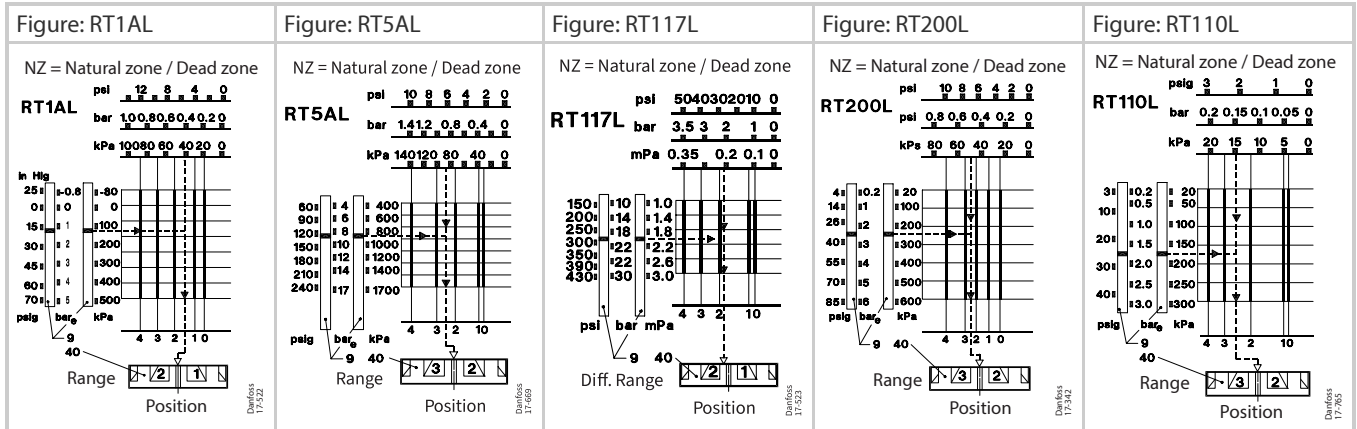 Figure: RT1AL
NZ = Natural zone / Dead zone
RT1AL
psi 12 8 4 0
bar 1.0 0.8 0.6 0.4 0.2 0
kPa 100 80 60 40 20 0
in Hig
25 -0.8 -80
0 0 0
15 1 100
30 2 200
45 3 300
60 4 400
70 5 500
psig bare kPa
4 3 2 1 0
9
40
Range
2 1
Position
Danfoss
17-522
Figure: RT5AL
NZ = Natural zone / Dead zone
RT5AL
psi 10 8 6 4 2 0
bar 1.4 1.2 0.8 0.4 0
kPa 140 120 80 40 0
60 4 400
90 6 600
120 8 800
150 10 1000
180 12 1200
210 14 1400
240 17 1700
psig bare kPa
4 3 2 1 0
9
40
Range
3 2
Position
Danfoss
17-669
Figure: RT117L
NZ = Natural zone / Dead zone
RT117L
psi 50 40 30 20 10 0
bar 3.5 3 2 1 0
mPa 0.35 0.2 0.1 0
150 10 1.0
200 14 1.4
250 18 1.8
300 22 2.2
350 22 2.6
390
430 30 3.0
4 3 2 1 0
psi bar mPa
9
40
Diff. Range
2 1
Position
Danfoss
17-523
Figure: RT200L
NZ = Natural zone / Dead zone
RT200L
psi 10 8 6 4 2 0
psi 0.8 0.6 0.4 0.2 0
kPs 80 60 40 20 0
4 0.2 20
14 1 100
26 2 200
40 3 300
55 4 400
70 5 500
85 6 600
psig bare kPa
4 3 2 1 0
9
40
Range
3 2
Position
Danfoss
17-342
Figure: RT110L
NZ = Natural zone / Dead zone
RT110L
psig 3 2 1 0
bar 0.2 0.15 0.1 0.05 0
kPa 20 15 10 5 0
3 0.2 20
0.5 50
10 1.0 100
20 1.5 150
30 2.0 200
2.5 250
40 3.0 300
psig bare kPa
4 3 2 1 0
9
40
Range
3 2
Position
Danfoss
17-765